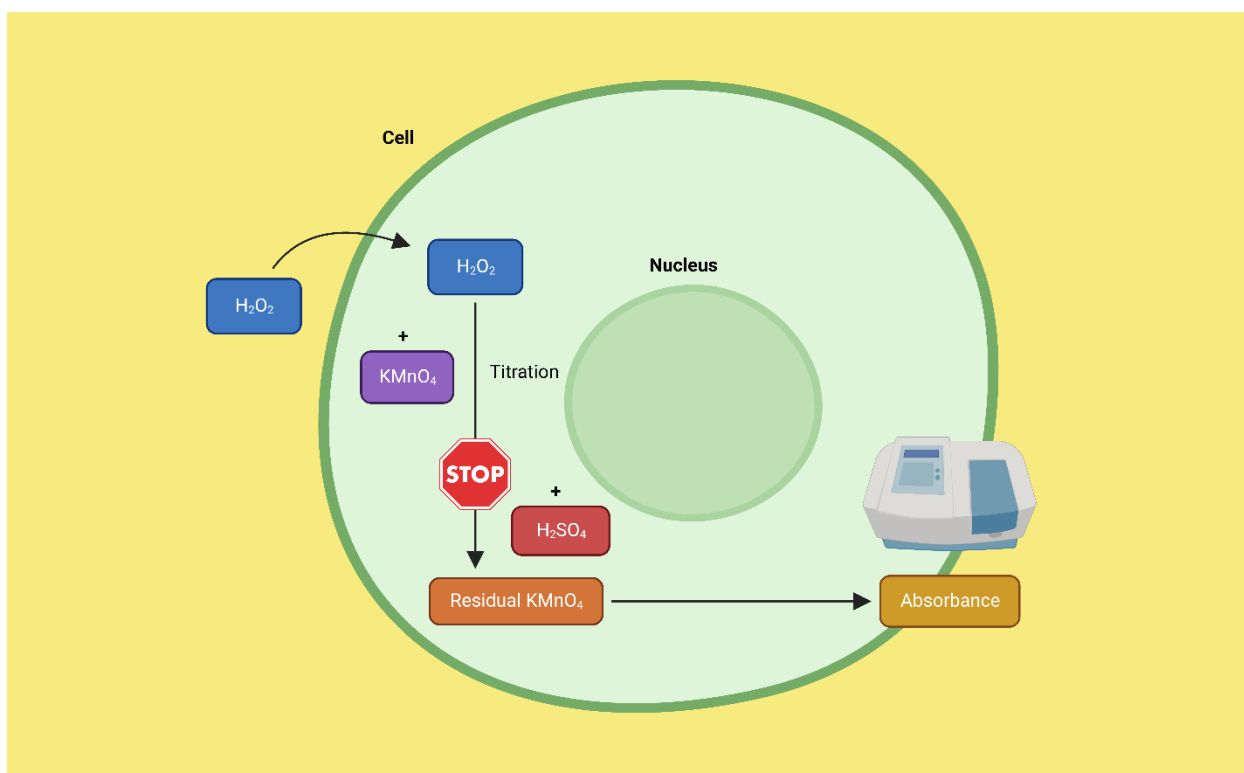 Cell
H₂O₂
H₂O₂
Nucleus
+
KMnO₄
Titration
STOP
+
H₂SO₄
Residual KMnO₄
Absorbance